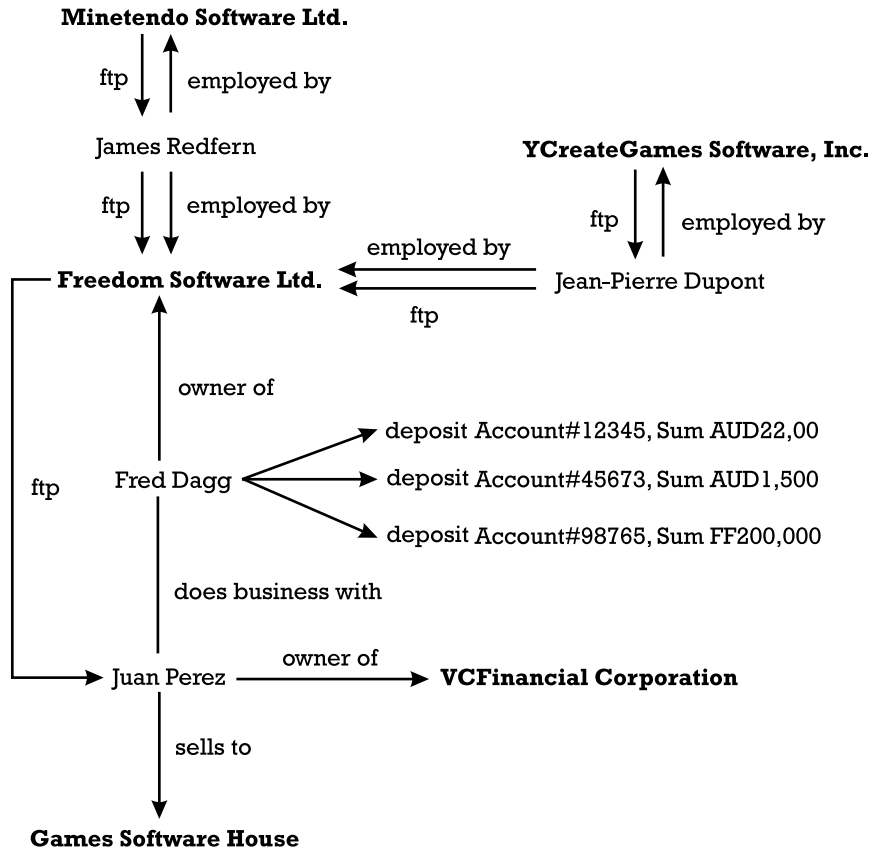 Minetendo Software Ltd.
ftp
employed by
James Redfern
YCreateGames Software, Inc.
ftp
employed by
ftp
employed by
employed by
Freedom Software Ltd.
Jean-Pierre Dupont
ftp
owner of
deposit Account#12345, Sum AUD22,00
Fred Dagg
deposit Account#45673, Sum AUD1,500
ftp
deposit Account#98765, Sum FF200,000
does business with
owner of
Juan Perez
VCFinancial Corporation
sells to
Games Software House